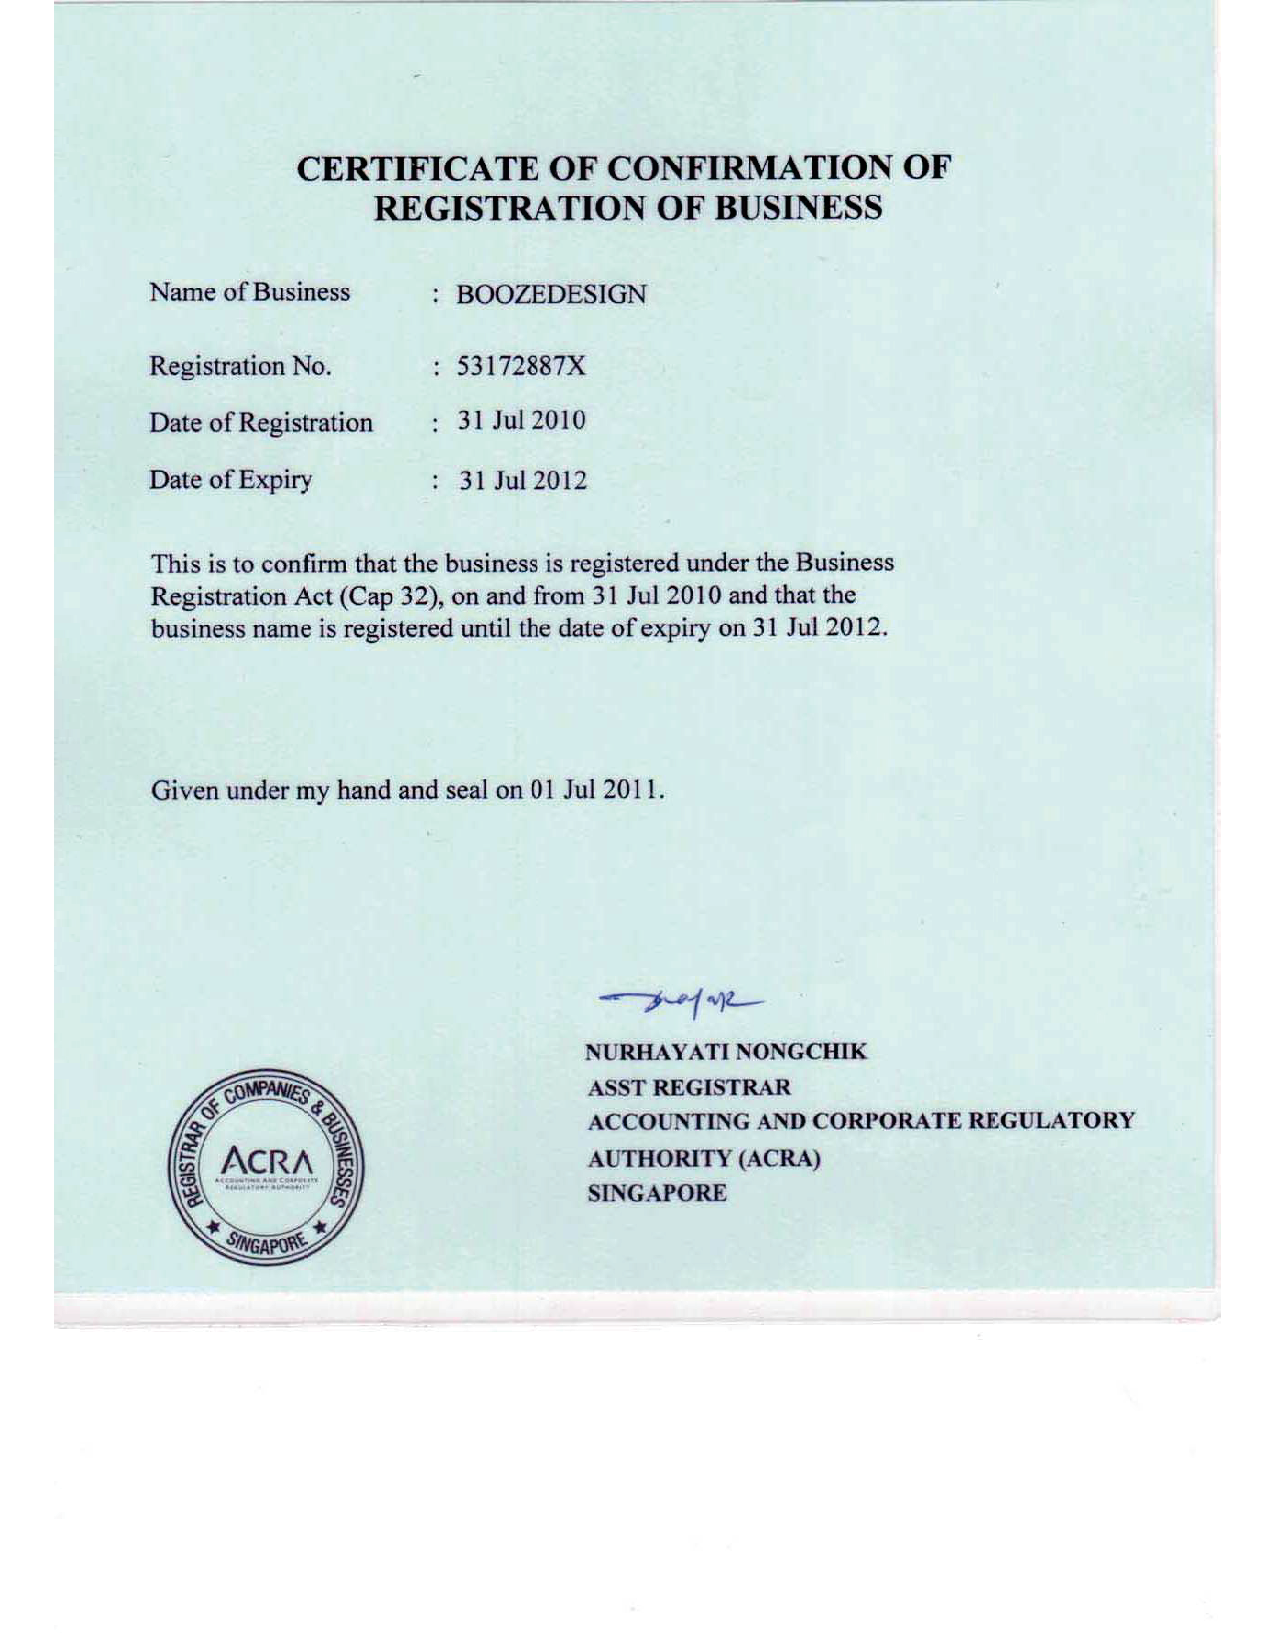 CERTIFICATE OF CONFIRMATION OF
REGISTRATION OF BUSINESS
Name of Business : BOOZEDESIGN
Registration No. : 53172887X
Date of Registration : 31 Jul 2010
Date of Expiry : 31 Jul 2012
This is to confirm that the business is registered under the Business
Registration Act (Cap 32), on and from 31 Jul 2010 and that the
business name is registered until the date of expiry on 31 Jul 2012.
Given under my hand and seal on 01 Jul 2011.
NURHAYATI NONGCHIK
ASST REGISTRAR
ACCOUNTING AND CORPORATE REGULATORY
AUTHORITY (ACRA)
SINGAPORE
REGISTRAR OF COMPANIES & BUSINESSES
ACRA
ACCOUNTING AND CORPORATE
REGULATORY AUTHORITY
★ SINGAPORE ★